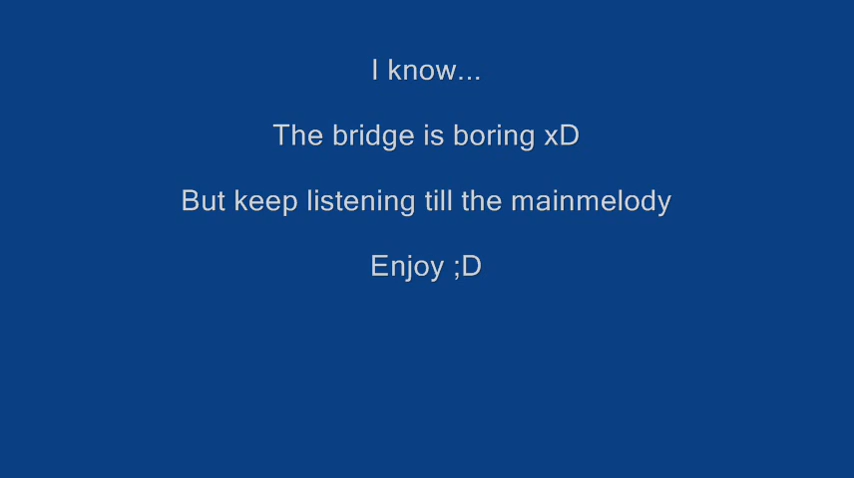 I know...
The bridge is boring xD
But keep listening till the mainmelody
Enjoy ;D